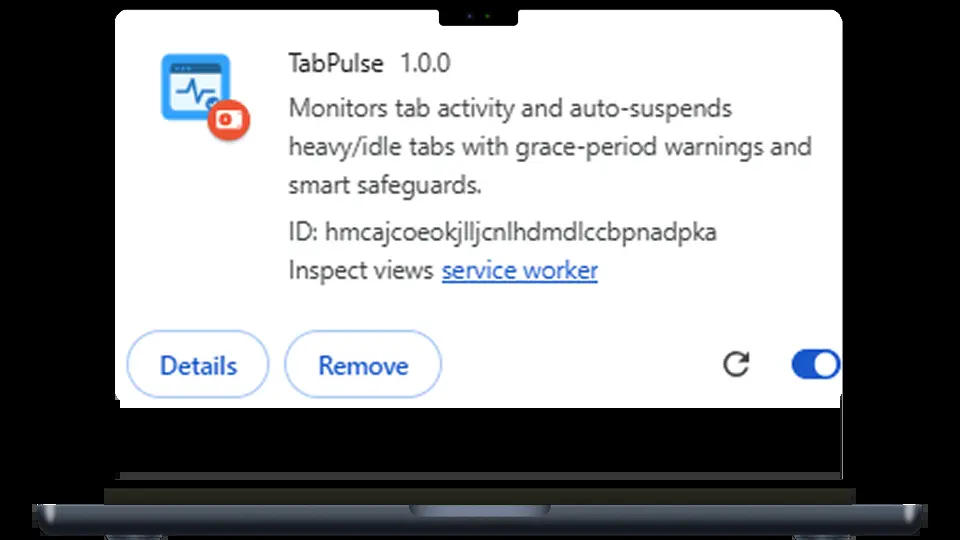 TabPulse 1.0.0
Monitors tab activity and auto-suspends
heavy/idle tabs with grace-period warnings and
smart safeguards.
ID: hmcajcoeokjlljcnlhdmdlccbpnadpka
Inspect views service worker
Details Remove